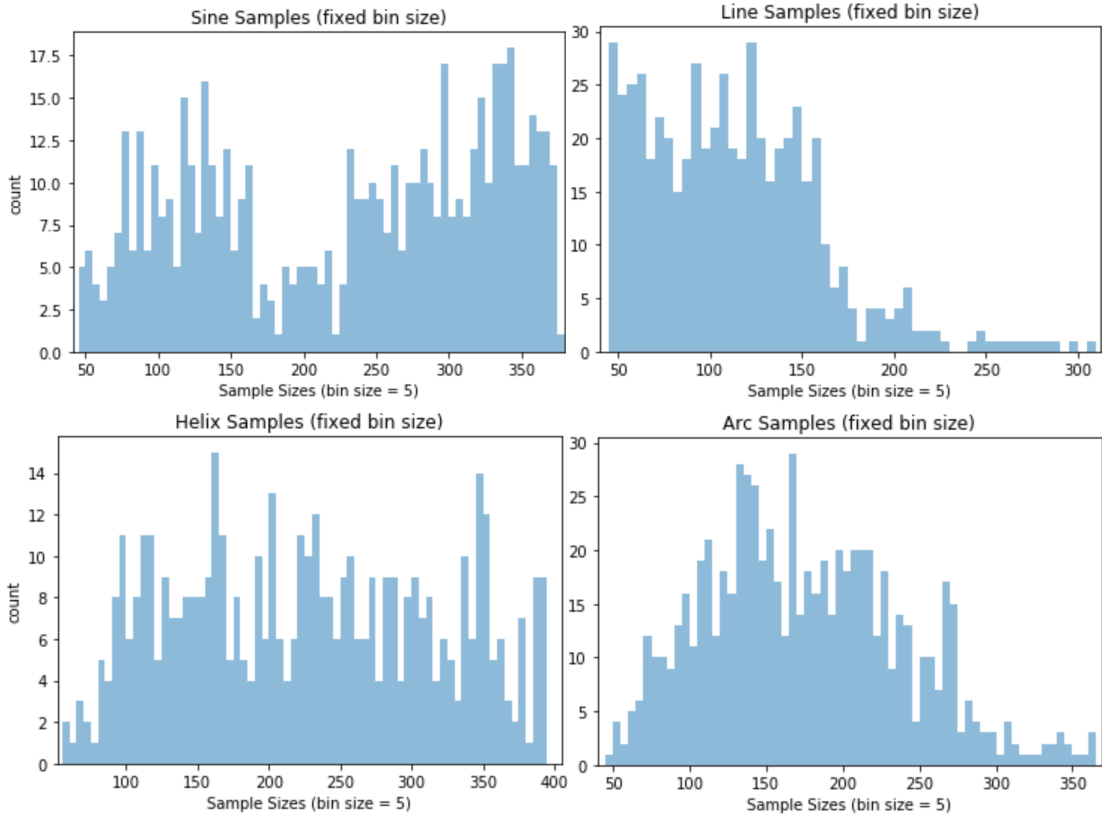 Sine Samples (fixed bin size)
17.5
15.0
12.5
10.0
7.5
5.0
2.5
0.0
count
50 100 150 200 250 300 350
Sample Sizes (bin size = 5)
Line Samples (fixed bin size)
30
25
20
15
10
5
0
50 100 150 200 250 300
Sample Sizes (bin size = 5)
Helix Samples (fixed bin size)
14
12
10
8
6
4
2
0
count
100 150 200 250 300 350 400
Sample Sizes (bin size = 5)
Arc Samples (fixed bin size)
30
25
20
15
10
5
0
50 100 150 200 250 300 350
Sample Sizes (bin size = 5)